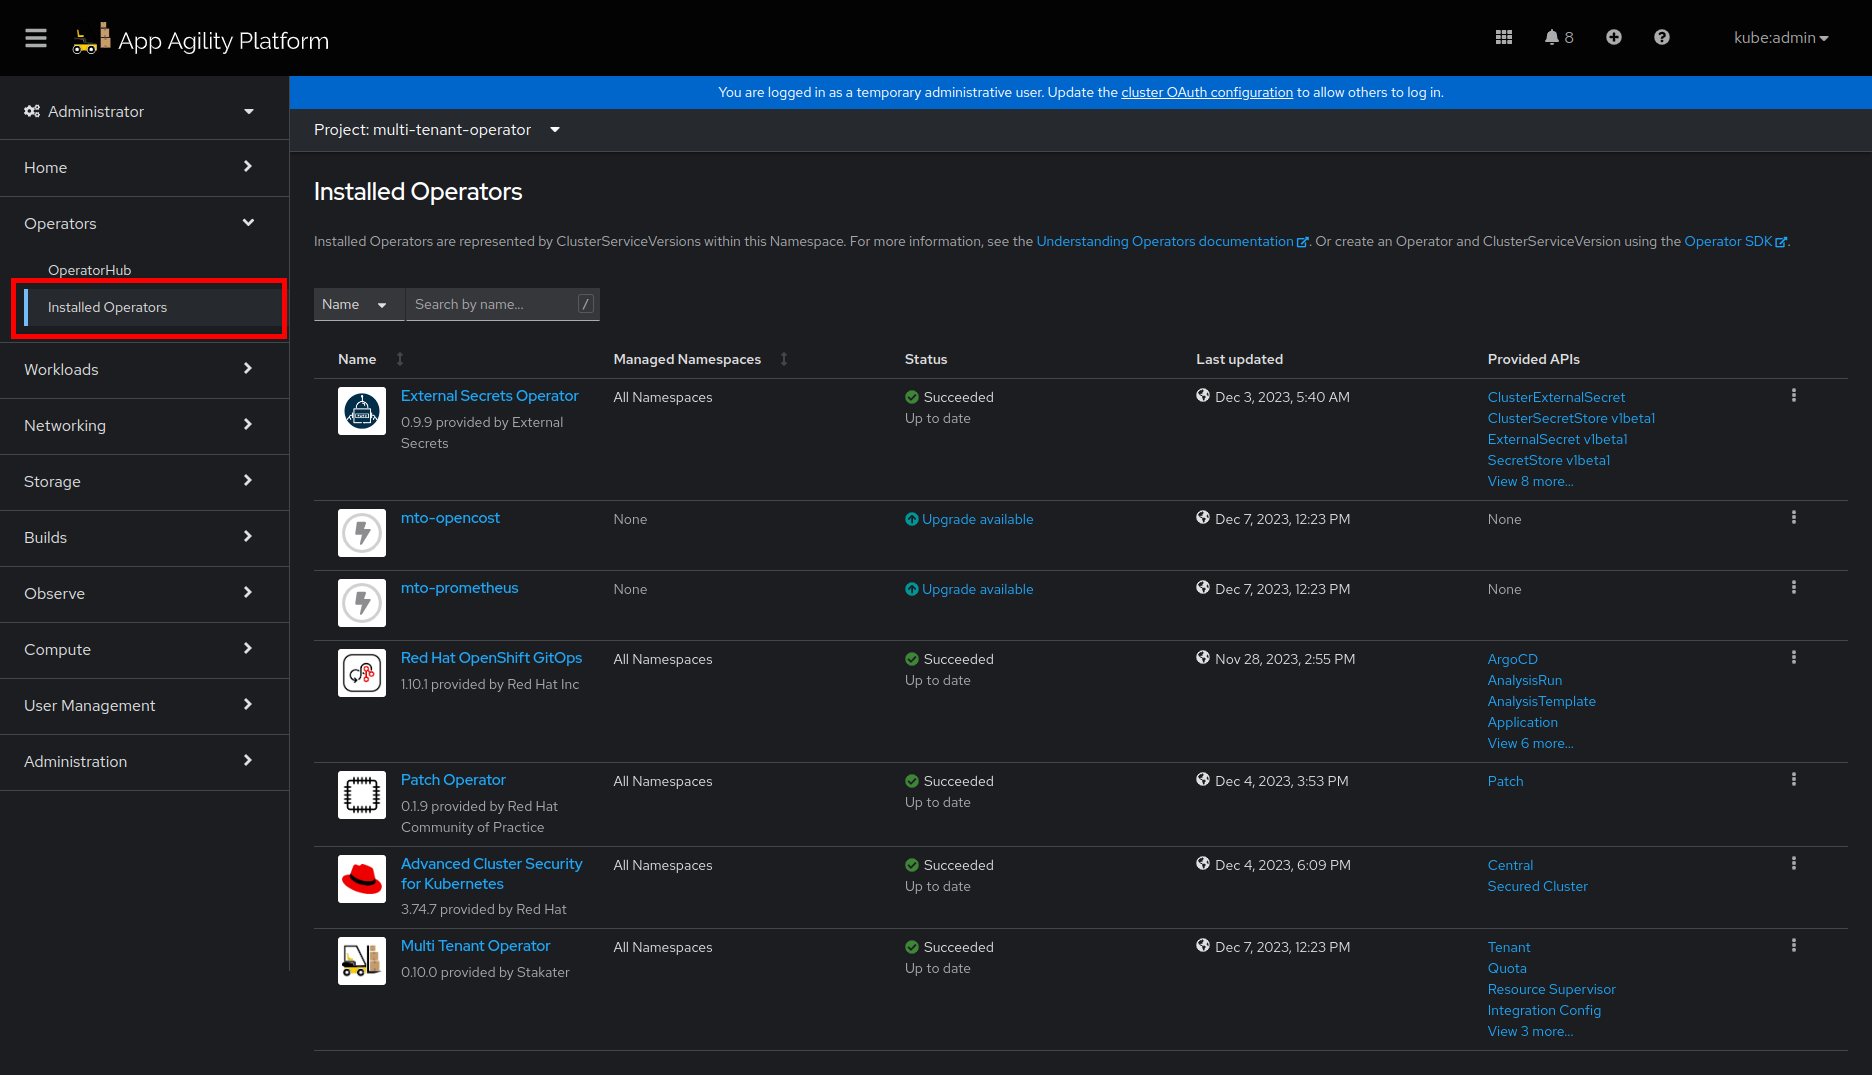 App Agility Platform
8
kube:admin
Administrator
Home
Operators
OperatorHub
Installed Operators
Workloads
Networking
Storage
Builds
Observe
Compute
User Management
Administration
You are logged in as a temporary administrative user. Update the cluster OAuth configuration to allow others to log in.
Project: multi-tenant-operator
Installed Operators
Installed Operators are represented by ClusterServiceVersions within this Namespace. For more information, see the Understanding Operators documentation. Or create an Operator and ClusterServiceVersion using the Operator SDK.
Name Search by name... /
Name Managed Namespaces Status Last updated Provided APIs
External Secrets Operator All Namespaces Succeeded Dec 3, 2023, 5:40 AM ClusterExternalSecret
0.9.9 provided by External Up to date ClusterSecretStore v1beta1
Secrets ExternalSecret v1beta1
SecretStore v1beta1
View 8 more...
mto-opencost None Upgrade available Dec 7, 2023, 12:23 PM None
mto-prometheus None Upgrade available Dec 7, 2023, 12:23 PM None
Red Hat OpenShift GitOps All Namespaces Succeeded Nov 28, 2023, 2:55 PM ArgoCD
1.10.1 provided by Red Hat Inc Up to date AnalysisRun
AnalysisTemplate
Application
View 6 more...
Patch Operator All Namespaces Succeeded Dec 4, 2023, 3:53 PM Patch
0.1.9 provided by Red Hat Up to date
Community of Practice
Advanced Cluster Security All Namespaces Succeeded Dec 4, 2023, 6:09 PM Central
for Kubernetes Up to date Secured Cluster
3.74.7 provided by Red Hat
Multi Tenant Operator All Namespaces Succeeded Dec 7, 2023, 12:23 PM Tenant
0.10.0 provided by Stakater Up to date Quota
Resource Supervisor
Integration Config
View 3 more...